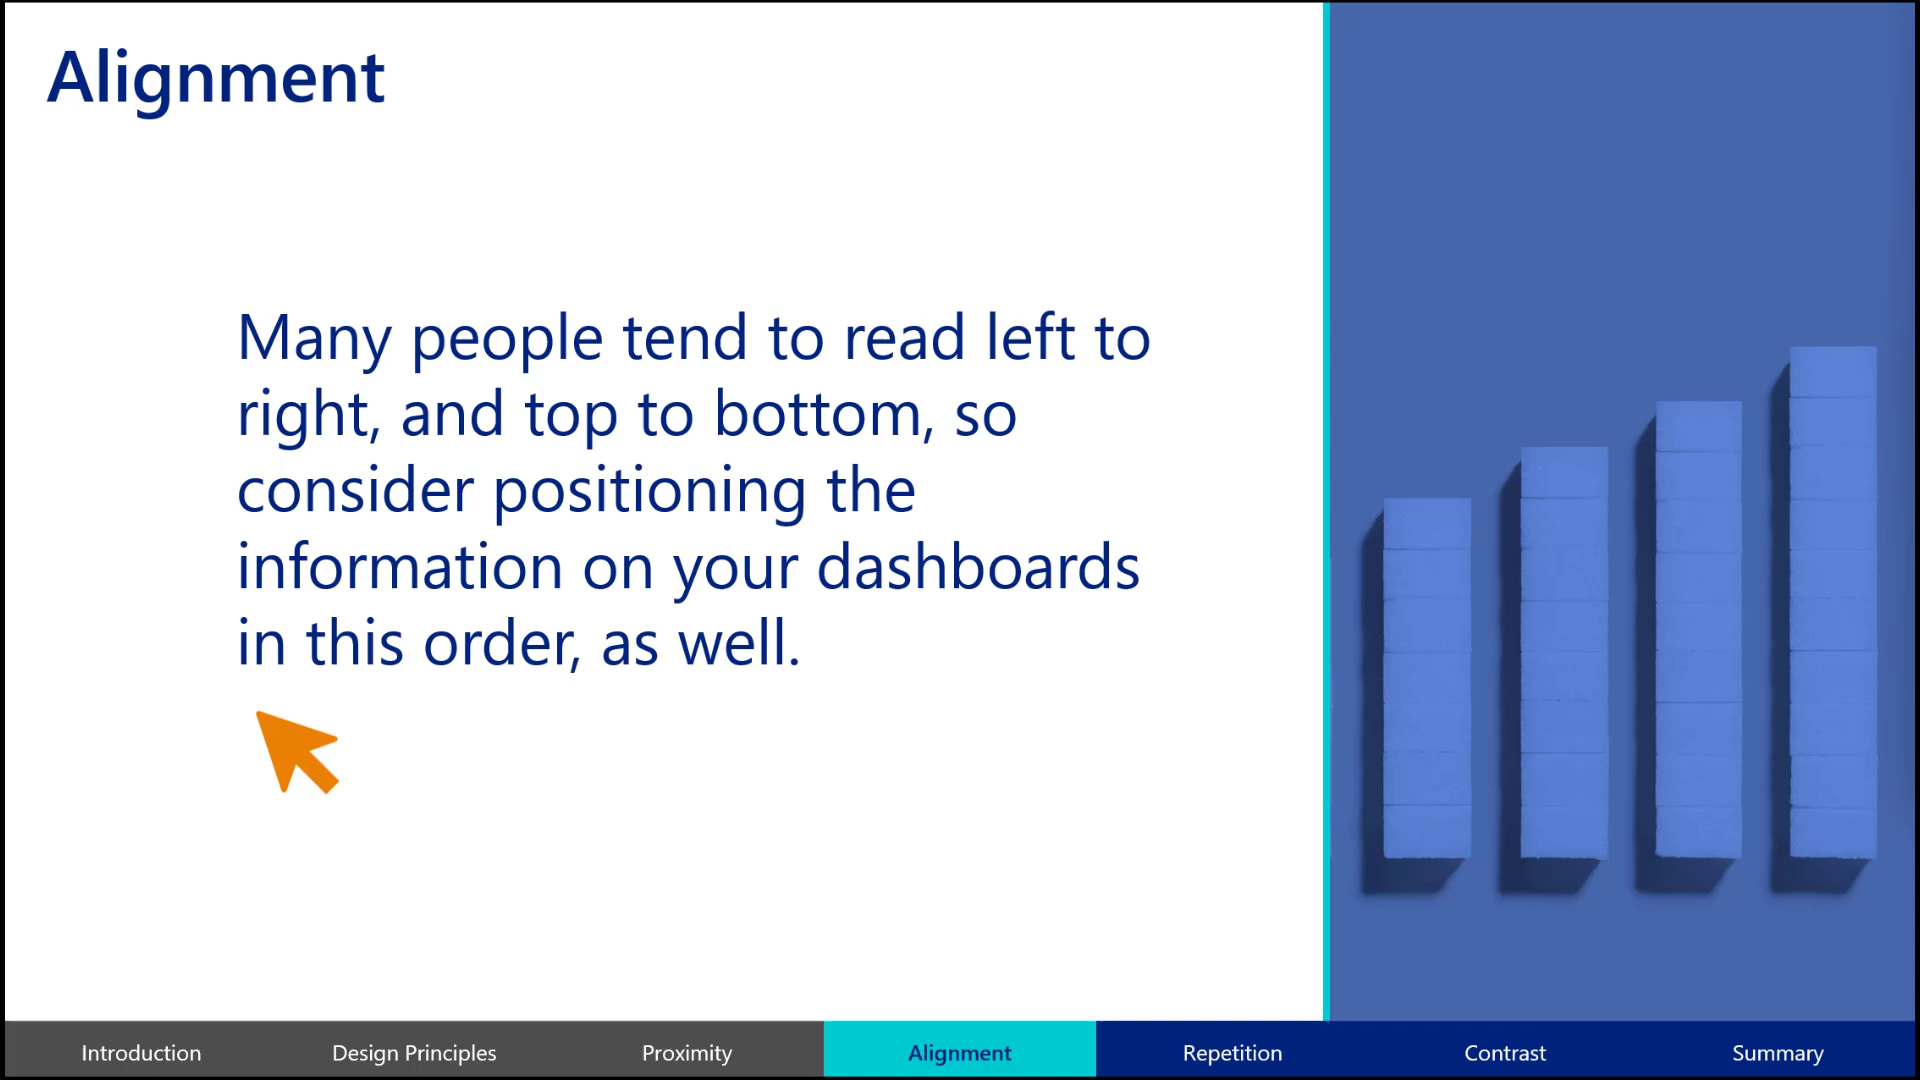 Alignment
Many people tend to read left to
right, and top to bottom, so
consider positioning the
information on your dashboards
in this order, as well.
Introduction
Design Principles
Proximity
Alignment
Repetition
Contrast
Summary